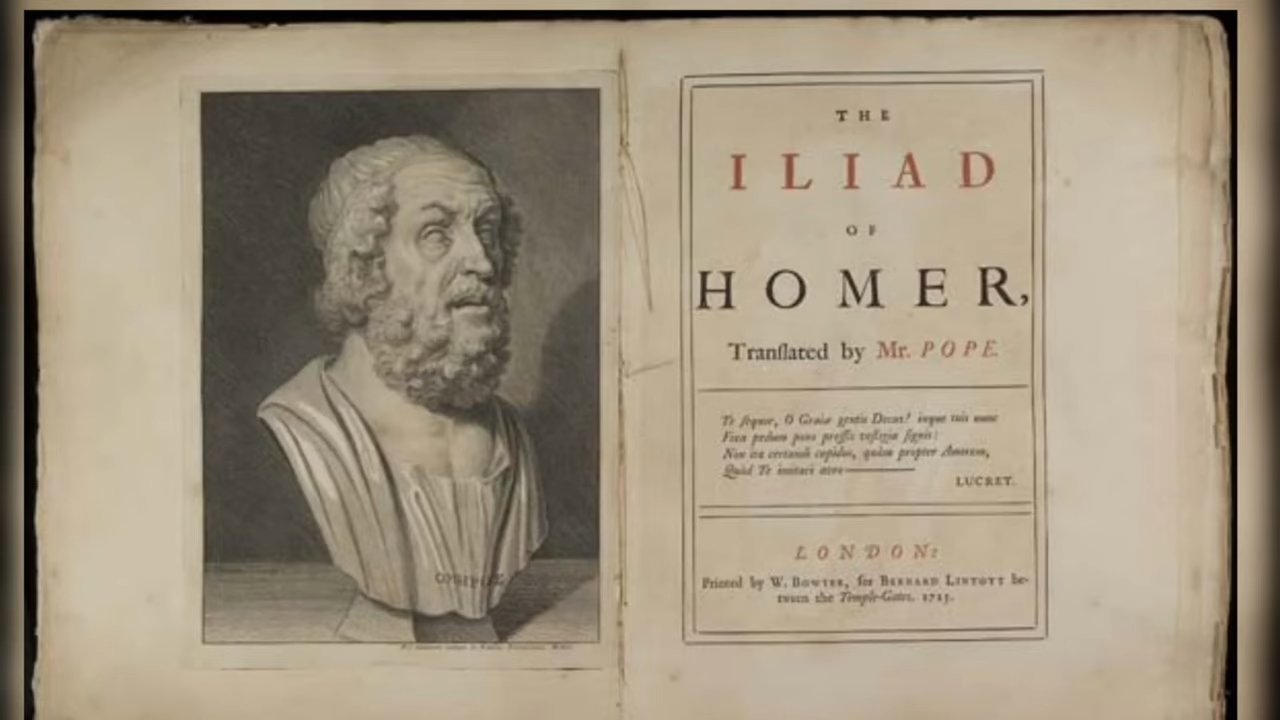 ΟΜΗΡΟΣ
THE
ILIAD
OF
HOMER,
Tranſlated by Mr. POPE.
Te ſequor, O Graiæ gentis Decus! inque tuis nunc
Fixa pedum pono preſſis veſtigia ſignis:
Non ita certandi cupidus, quàm propter Amorem,
Quòd Te imitari aveo
LUCRET.
LONDON:
Printed by W. BOWYER, for BERNARD LINTOTT be-
tween the Temple-Gates. 1715.